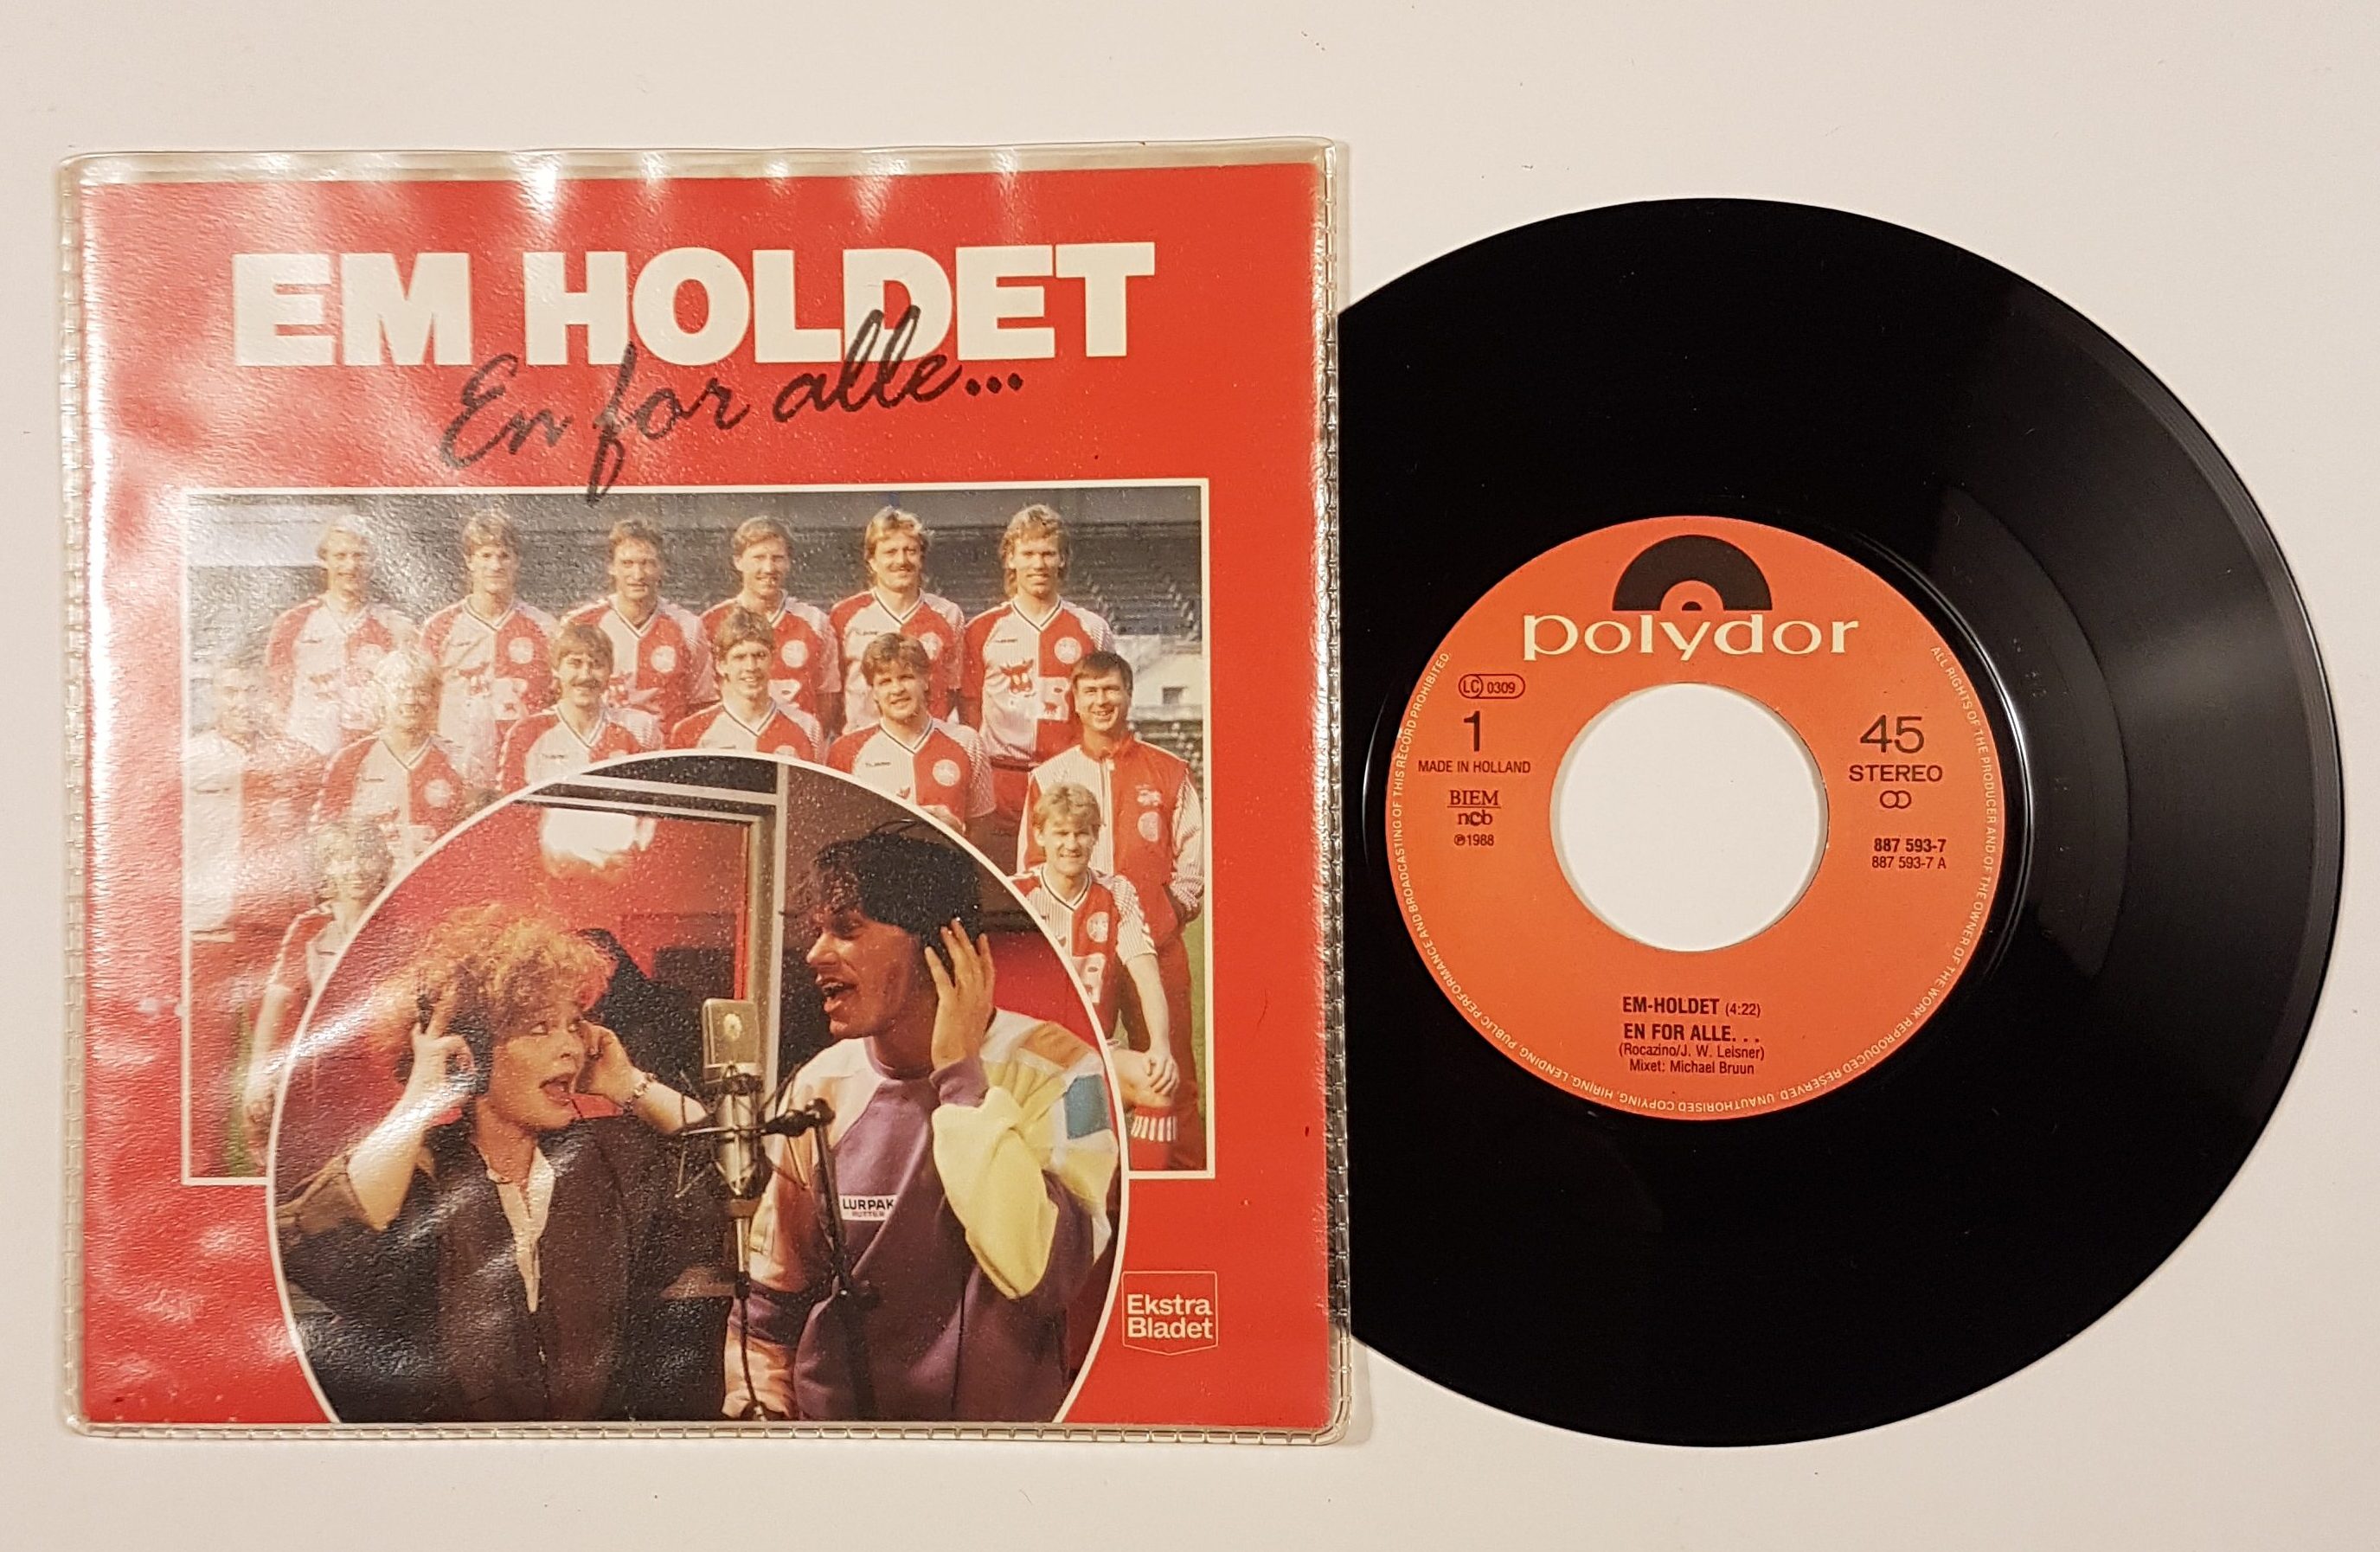 EM HOLDET
En for alle...
LURPAK
BUTTER
Ekstra
Bladet
polydor
LC 0309
1
MADE IN HOLLAND
BIEM
ncb
℗1988
45
STEREO
887 593-7
887 593-7 A
EM-HOLDET (4:22)
EN FOR ALLE. . .
(Rocazino/J. W. Leisner)
Mixet: Michael Bruun
ALL RIGHTS OF THE PRODUCER AND OF THE OWNER OF THE WORK REPRODUCED RESERVED. UNAUTHORISED COPYING, HIRING, LENDING, PUBLIC PERFORMANCE AND BROADCASTING OF THIS RECORD PROHIBITED.